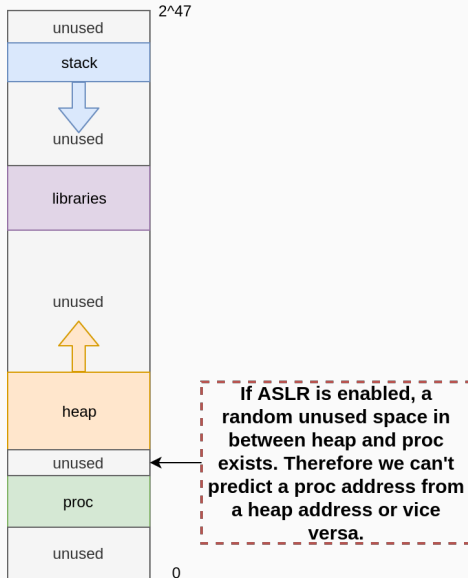 2^47
unused
stack
unused
libraries
unused
heap
unused
proc
unused
0
If ASLR is enabled, a
random unused space in
between heap and proc
exists. Therefore we can't
predict a proc address from
a heap address or vice
versa.